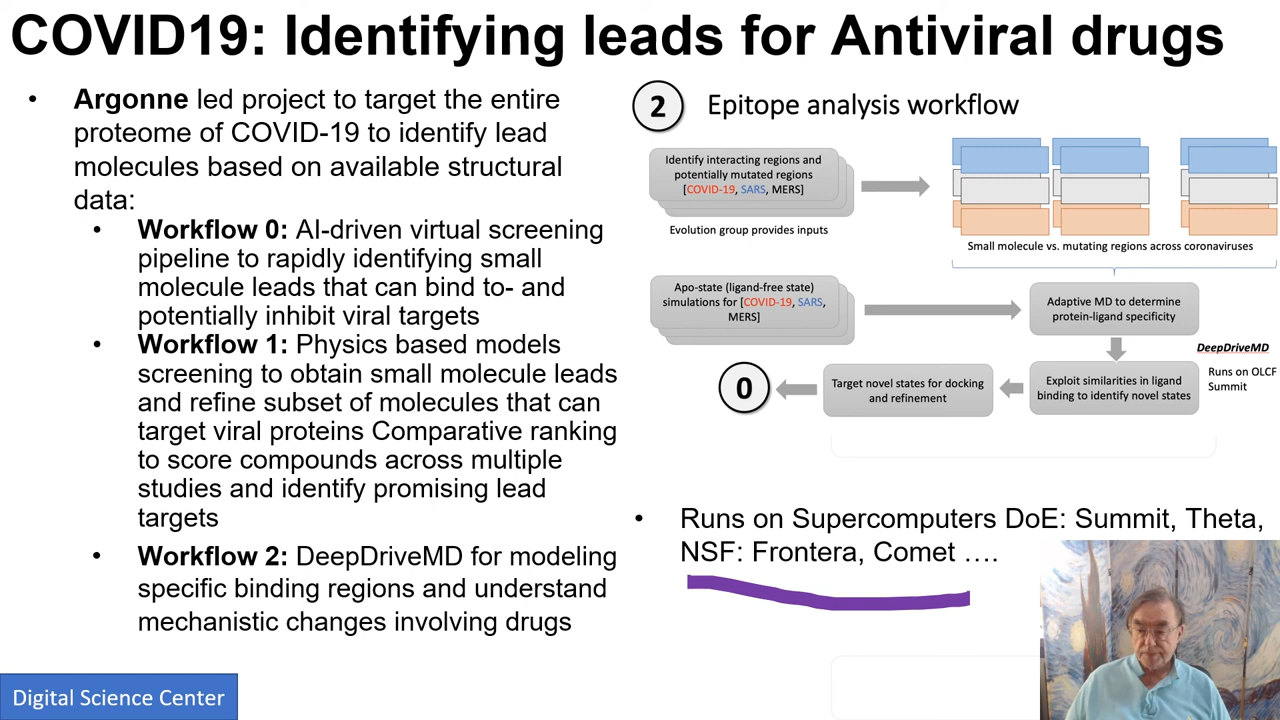 COVID19: Identifying leads for Antiviral drugs
• Argonne led project to target the entire
proteome of COVID-19 to identify lead
molecules based on available structural
data:
• Workflow 0: AI-driven virtual screening
pipeline to rapidly identifying small
molecule leads that can bind to- and
potentially inhibit viral targets
• Workflow 1: Physics based models
screening to obtain small molecule leads
and refine subset of molecules that can
target viral proteins Comparative ranking
to score compounds across multiple
studies and identify promising lead
targets
• Workflow 2: DeepDriveMD for modeling
specific binding regions and understand
mechanistic changes involving drugs
2 Epitope analysis workflow
Identify interacting regions and
potentially mutated regions
[COVID-19, SARS, MERS]
Evolution group provides inputs
Small molecule vs. mutating regions across coronaviruses
Apo-state (ligand-free state)
simulations for [COVID-19, SARS,
MERS]
Adaptive MD to determine
protein-ligand specificity
DeepDriveMD
Runs on OLCF
Summit
Exploit similarities in ligand
binding to identify novel states
Target novel states for docking
and refinement
0
• Runs on Supercomputers DoE: Summit, Theta,
NSF: Frontera, Comet ….
Digital Science Center